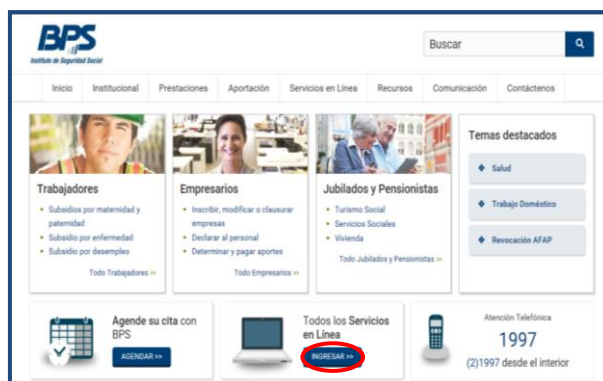 BPS
Instituto de Seguridad Social
Buscar
Inicio Institucional Prestaciones Aportación Servicios en Línea Recursos Comunicación Contáctenos
Trabajadores
• Subsidios por maternidad y
paternidad
• Subsidio por enfermedad
• Subsidio por desempleo
Todo Trabajadores »»
Empresarios
• Inscribir, modificar o clausurar
empresas
• Declarar al personal
• Determinar y pagar aportes
Todo Empresarios »»
Jubilados y Pensionistas
• Turismo Social
• Servicios Sociales
• Vivienda
Todo Jubilados y Pensionistas »»
Temas destacados
Salud
Trabajo Doméstico
Revocación AFAP
Agende su cita con
BPS
AGENDAR »»
Todos los Servicios
en Línea
INGRESAR »»
Atención Telefónica
1997
(2)1997 desde el interior